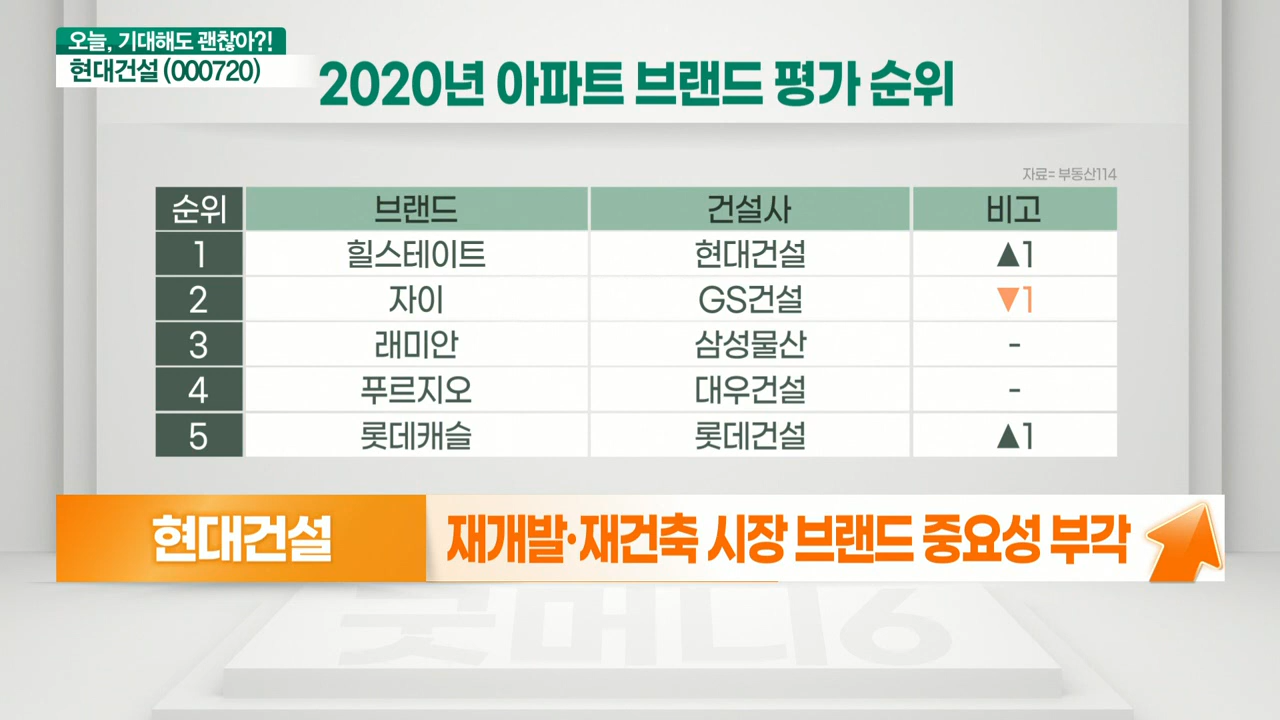 오늘, 기대해도 괜찮아?!
현대건설 (000720)
2020년 아파트 브랜드 평가 순위
자료= 부동산114
순위 브랜드 건설사 비고
1 힐스테이트 현대건설 ▲1
2 자이 GS건설 ▼1
3 래미안 삼성물산 -
4 푸르지오 대우건설 -
5 롯데캐슬 롯데건설 ▲1
현대건설 재개발·재건축 시장 브랜드 중요성 부각
굿머니6